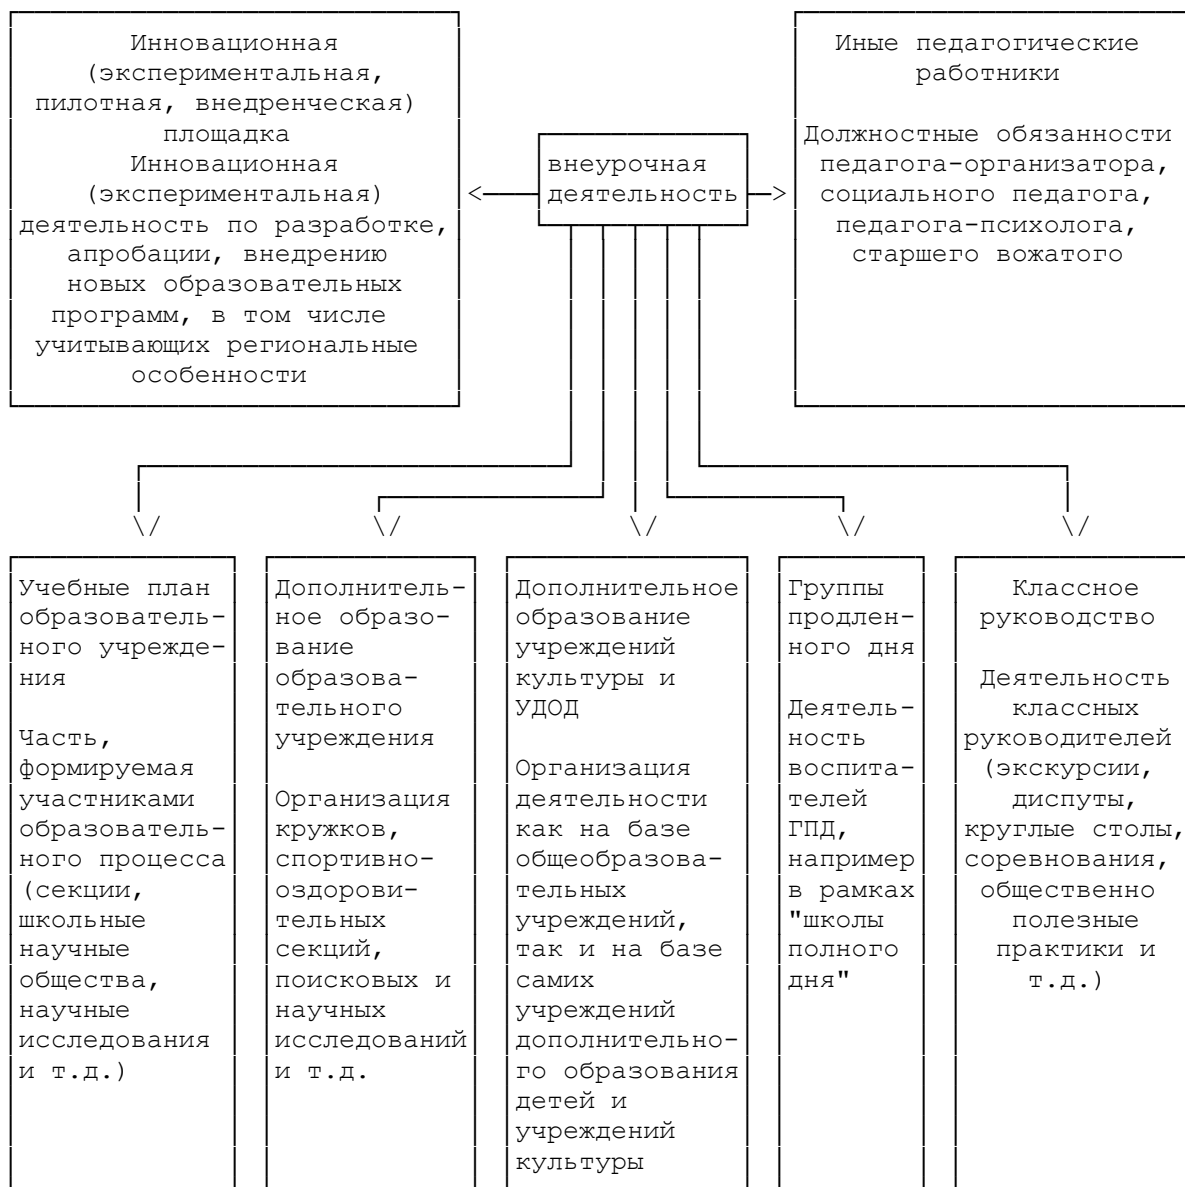 Инновационная
(экспериментальная,
пилотная, внедренческая)
площадка
Инновационная
(экспериментальная)
деятельность по разработке,
апробации, внедрению
новых образовательных
программ, в том числе
учитывающих региональные
особенности
внеурочная
деятельность
Иные педагогические
работники
Должностные обязанности
педагога-организатора,
социального педагога,
педагога-психолога,
старшего вожатого
Учебные план
образователь-
ного учрежде-
ния
Часть,
формируемая
участниками
образователь-
ного процесса
(секции,
школьные
научные
общества,
научные
исследования
и т.д.)
Дополнитель-
ное образо-
вание
образова-
тельного
учреждения
Организация
кружков,
спортивно-
оздорови-
тельных
секций,
поисковых и
научных
исследований
и т.д.
Дополнительное
образование
учреждений
культуры и
УДОД
Организация
деятельности
как на базе
общеобразова-
тельных
учреждений,
так и на базе
самих
учреждений
дополнительно-
го образования
детей и
учреждений
культуры
Группы
продлен-
ного дня
Деятель-
ность
воспита-
телей
ГПД,
например
в рамках
"школы
полного
дня"
Классное
руководство
Деятельность
классных
руководителей
(экскурсии,
диспуты,
круглые столы,
соревнования,
общественно
полезные
практики и
т.д.)